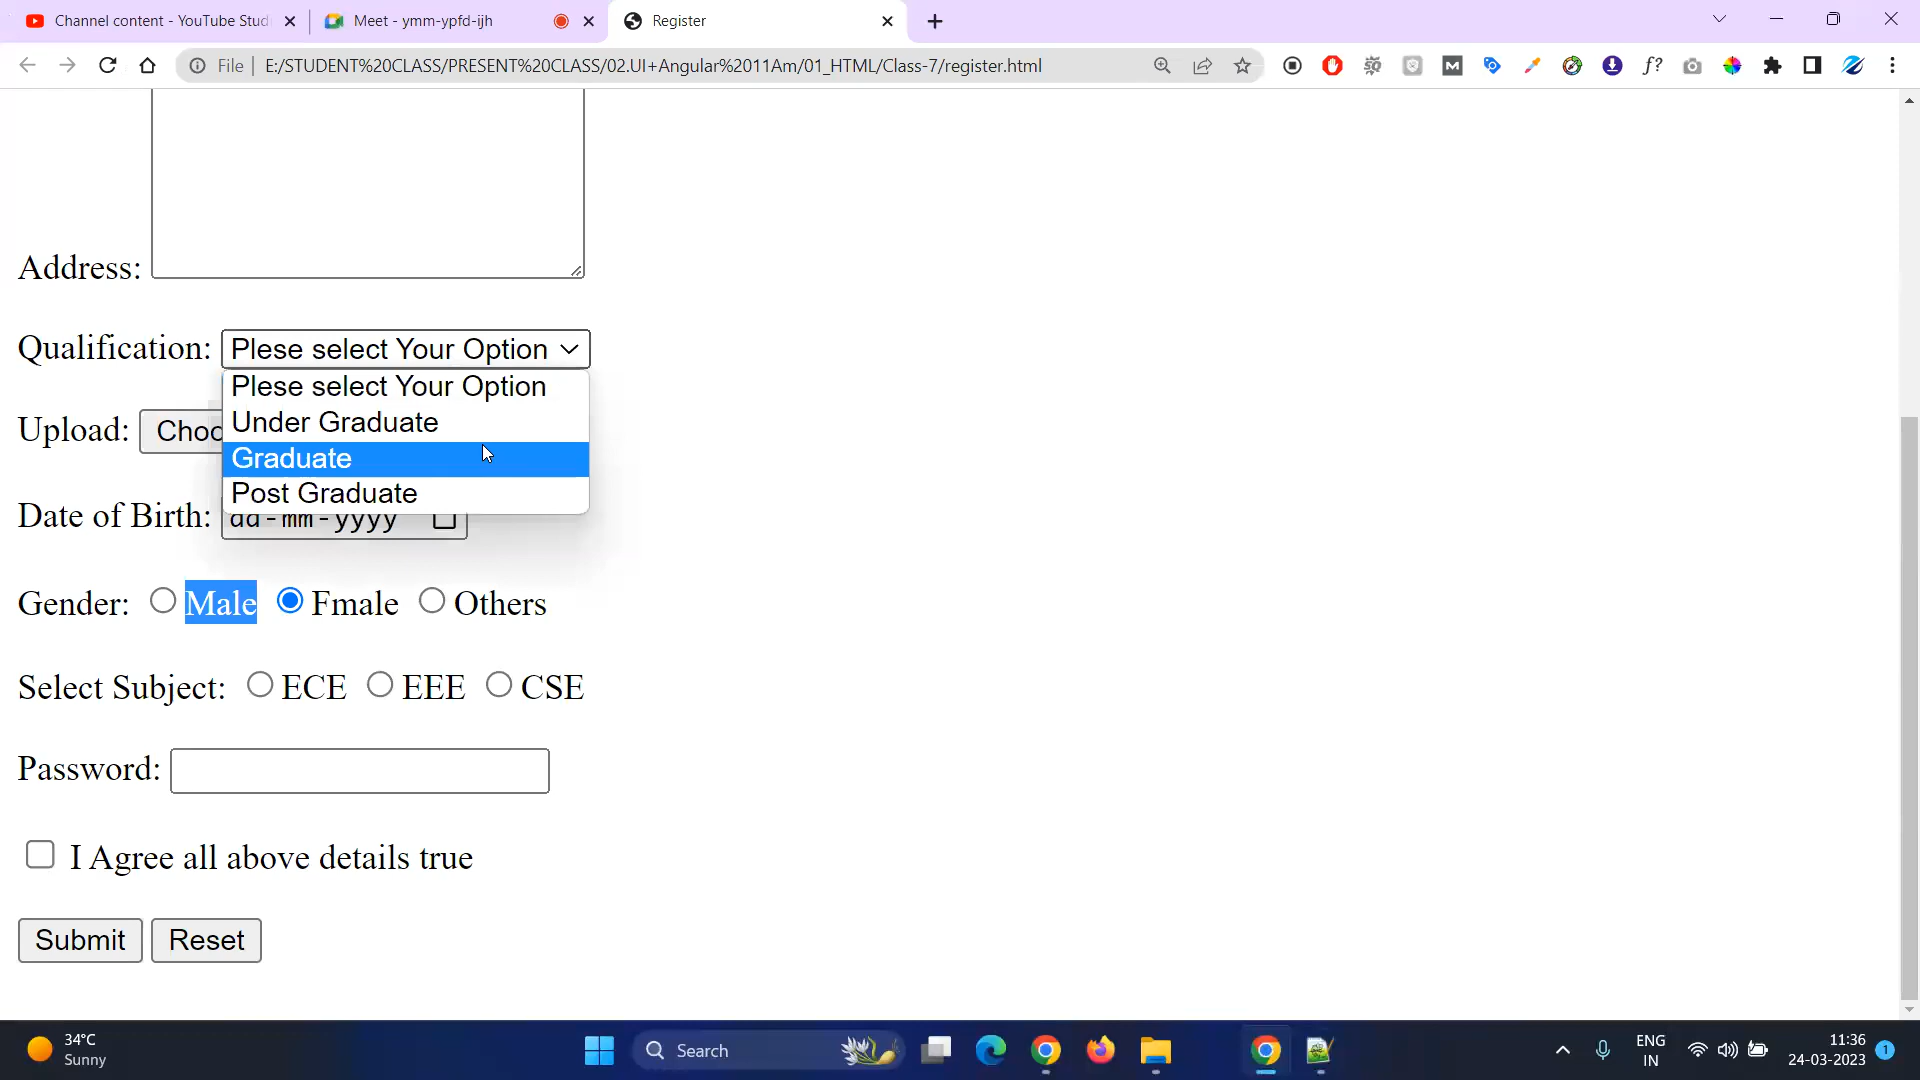 Channel content - YouTube Stud
Meet - ymm-ypfd-ijh
Register
File
E:/STUDENT%20CLASS/PRESENT%20CLASS/02.UI+Angular%2011Am/01_HTML/Class-7/register.html
Address:
Qualification: Plese select Your Option
Plese select Your Option
Under Graduate
Graduate
Post Graduate
Upload: Choo
Date of Birth: dd-mm-yyyy
Gender: Male Fmale Others
Select Subject: ECE EEE CSE
Password:
I Agree all above details true
Submit Reset
34°C
Sunny
Search
ENG
IN
11:36
24-03-2023
1